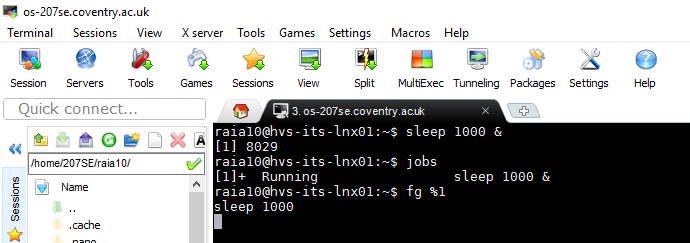 os-207se.coventry.ac.uk
Terminal Sessions View X server Tools Games Settings Macros Help
Session Servers Tools Games Sessions View Split MultiExec Tunneling Packages Settings Help
Quick connect...
3. os-207se.coventry.ac.uk
/home/207SE/raia10/
Name
..
.cache
.nano
Sessions
raia10@hvs-its-lnx01:~$ sleep 1000 &
[1] 8029
raia10@hvs-its-lnx01:~$ jobs
[1]+  Running                 sleep 1000 &
raia10@hvs-its-lnx01:~$ fg %1
sleep 1000